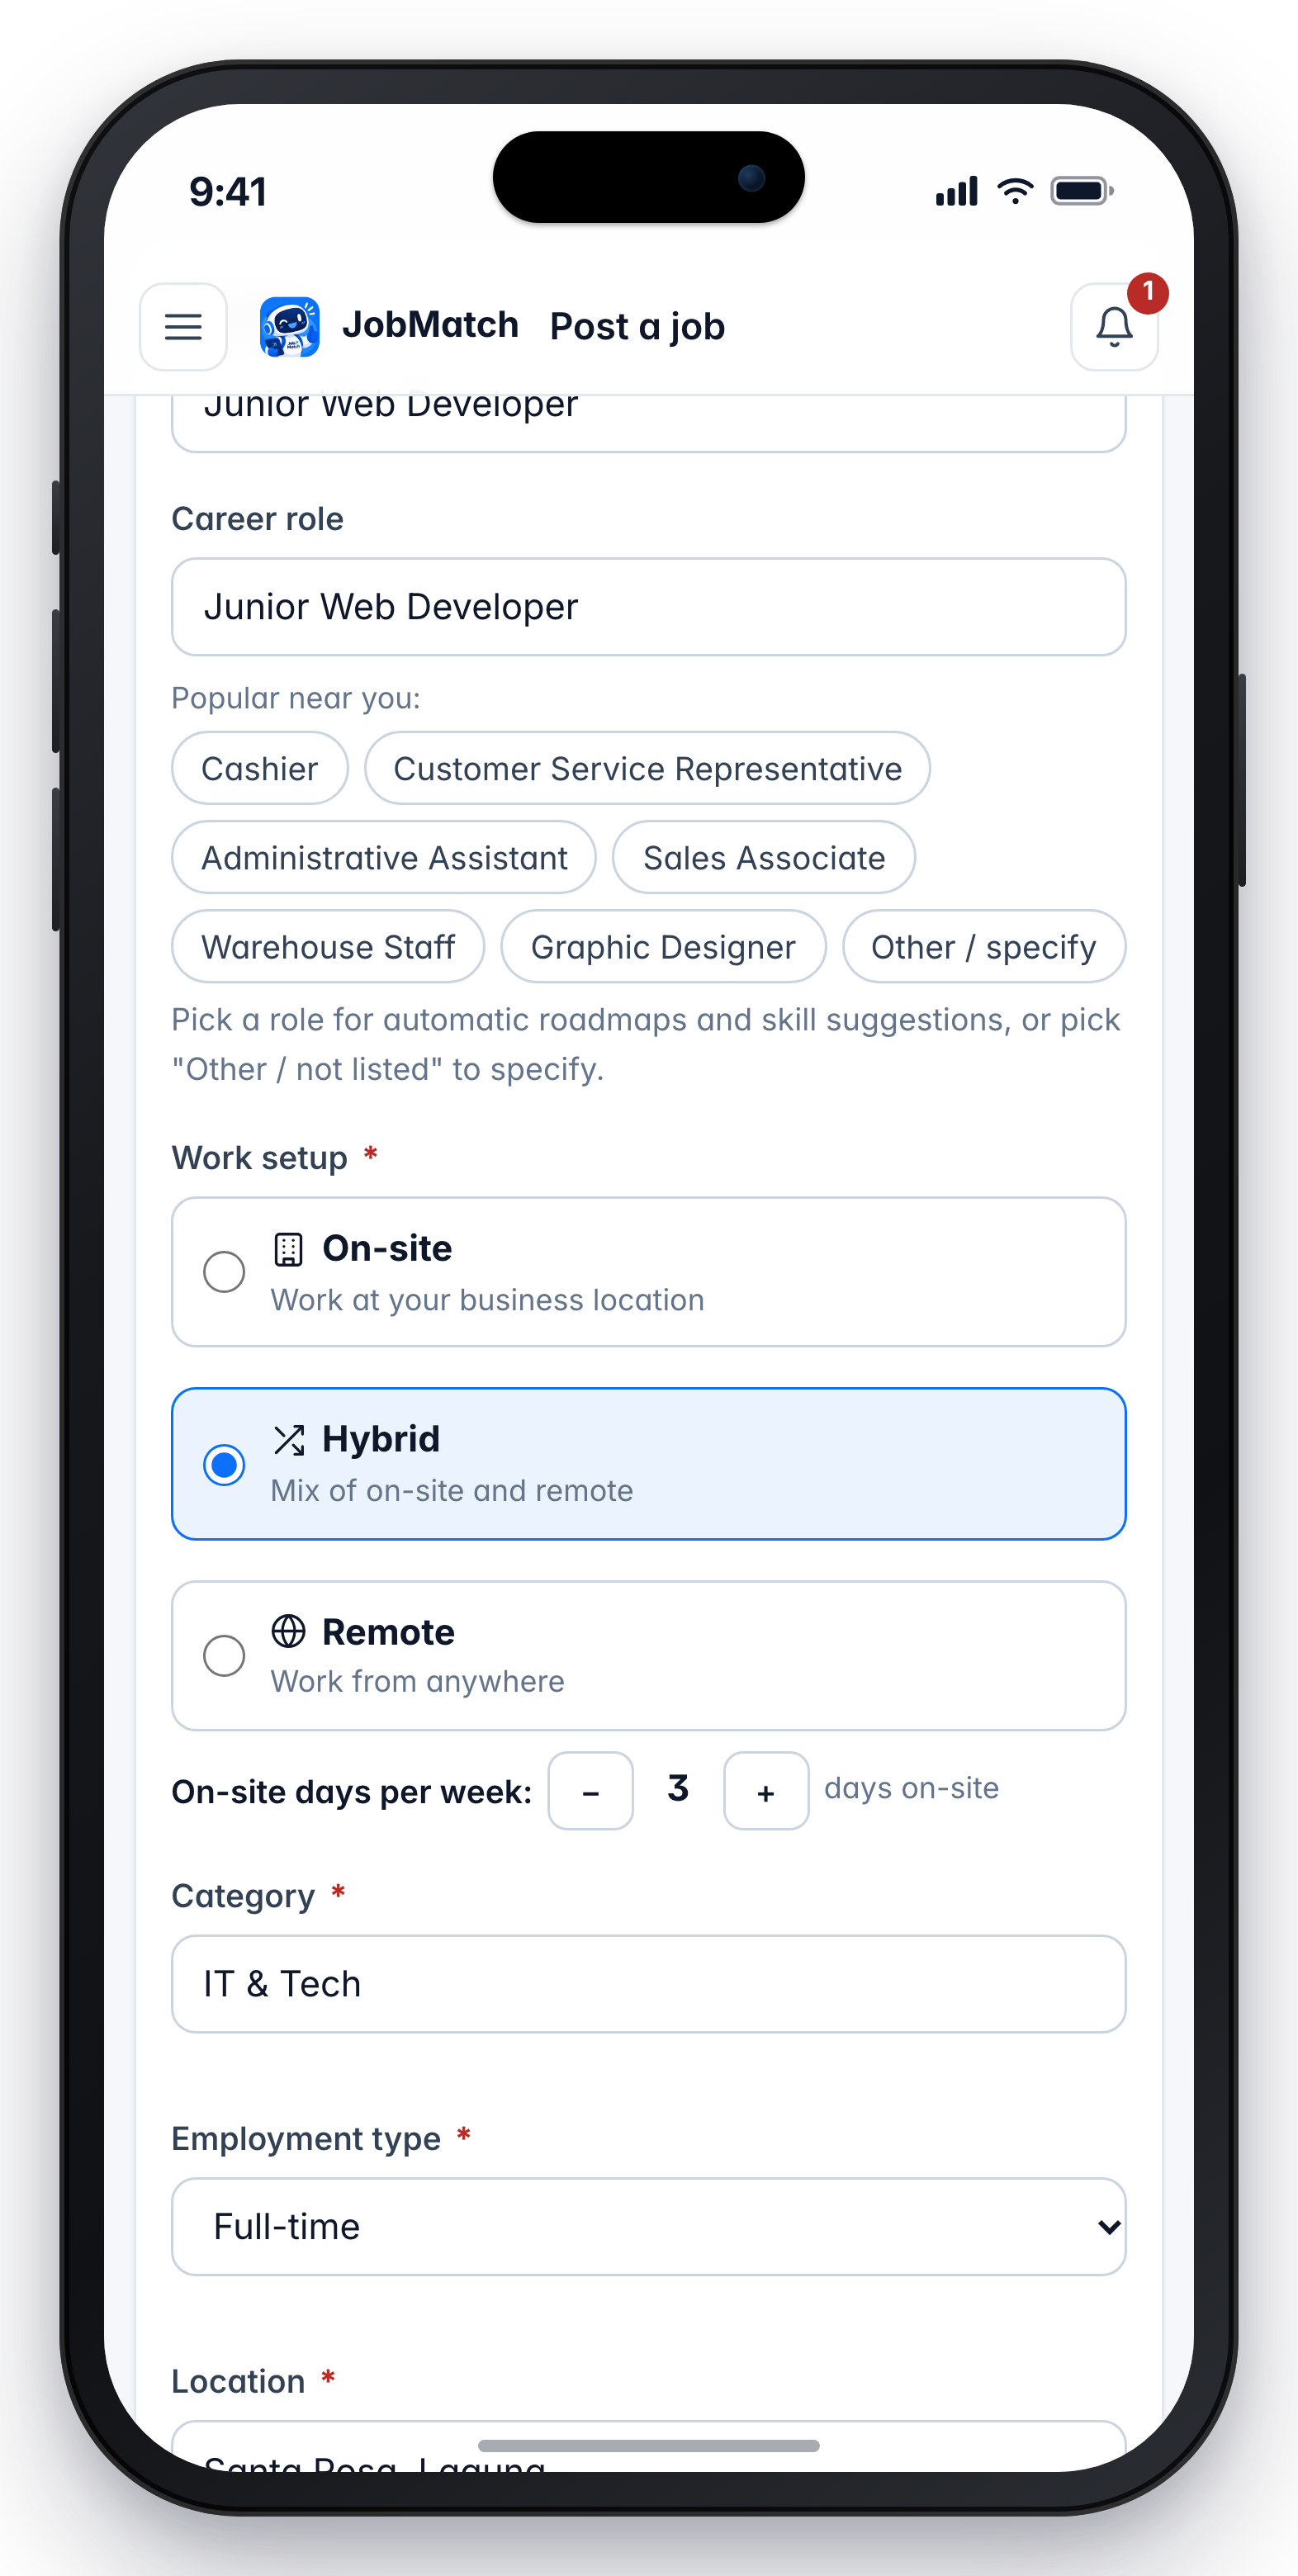 9:41
JobMatch Post a job
1
Junior Web Developer
Career role
Junior Web Developer
Popular near you:
Cashier Customer Service Representative
Administrative Assistant Sales Associate
Warehouse Staff Graphic Designer Other / specify
Pick a role for automatic roadmaps and skill suggestions, or pick
"Other / not listed" to specify.
Work setup *
On-site
Work at your business location
Hybrid
Mix of on-site and remote
Remote
Work from anywhere
On-site days per week: – 3 + days on-site
Category *
IT & Tech
Employment type *
Full-time
Location *
Santa Rosa, Laguna